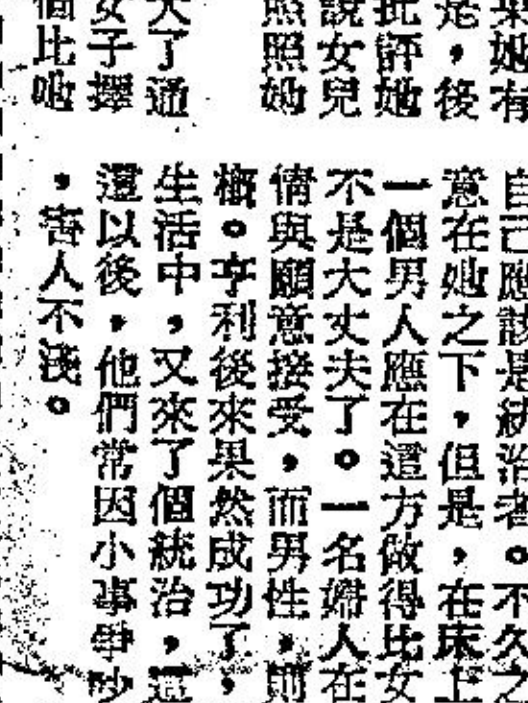 果她有
是，後
批評她
說女兒
照照她
大了通
女子擇
個比她
自己應該是統治者。不久之
意在她之下，但是，在床上
一個男人應在這方做得比女
不是大丈夫了。一名婦人在
情與願意接受，而男性，則
概。亨利後來果然成功了，
生活中，又來了個統治，這
還以後，他們常因小事爭吵
，害人不淺。